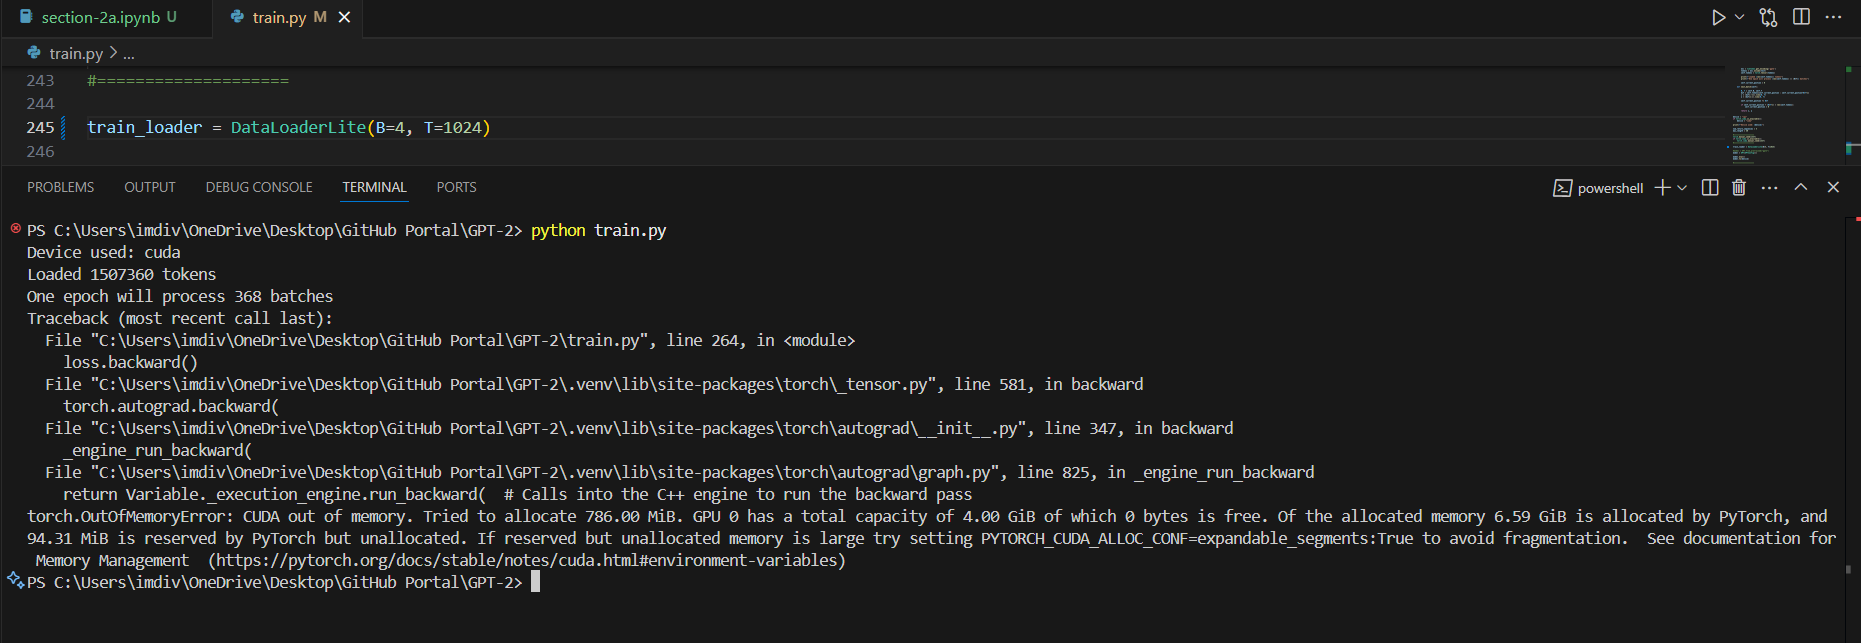 section-2a.ipynb U
train.py M
train.py > ...
243 #====================
244
245 train_loader = DataLoaderLite(B=4, T=1024)
246
PROBLEMS OUTPUT DEBUG CONSOLE TERMINAL PORTS
powershell
PS C:\Users\imdiv\OneDrive\Desktop\GitHub Portal\GPT-2> python train.py
Device used: cuda
Loaded 1507360 tokens
One epoch will process 368 batches
Traceback (most recent call last):
  File "C:\Users\imdiv\OneDrive\Desktop\GitHub Portal\GPT-2\train.py", line 264, in <module>
    loss.backward()
  File "C:\Users\imdiv\OneDrive\Desktop\GitHub Portal\GPT-2\.venv\lib\site-packages\torch\_tensor.py", line 581, in backward
    torch.autograd.backward(
  File "C:\Users\imdiv\OneDrive\Desktop\GitHub Portal\GPT-2\.venv\lib\site-packages\torch\autograd\__init__.py", line 347, in backward
    _engine_run_backward(
  File "C:\Users\imdiv\OneDrive\Desktop\GitHub Portal\GPT-2\.venv\lib\site-packages\torch\autograd\graph.py", line 825, in _engine_run_backward
    return Variable._execution_engine.run_backward(  # Calls into the C++ engine to run the backward pass
torch.OutOfMemoryError: CUDA out of memory. Tried to allocate 786.00 MiB. GPU 0 has a total capacity of 4.00 GiB of which 0 bytes is free. Of the allocated memory 6.59 GiB is allocated by PyTorch, and
94.31 MiB is reserved by PyTorch but unallocated. If reserved but unallocated memory is large try setting PYTORCH_CUDA_ALLOC_CONF=expandable_segments:True to avoid fragmentation.  See documentation for
 Memory Management  (https://pytorch.org/docs/stable/notes/cuda.html#environment-variables)
PS C:\Users\imdiv\OneDrive\Desktop\GitHub Portal\GPT-2>